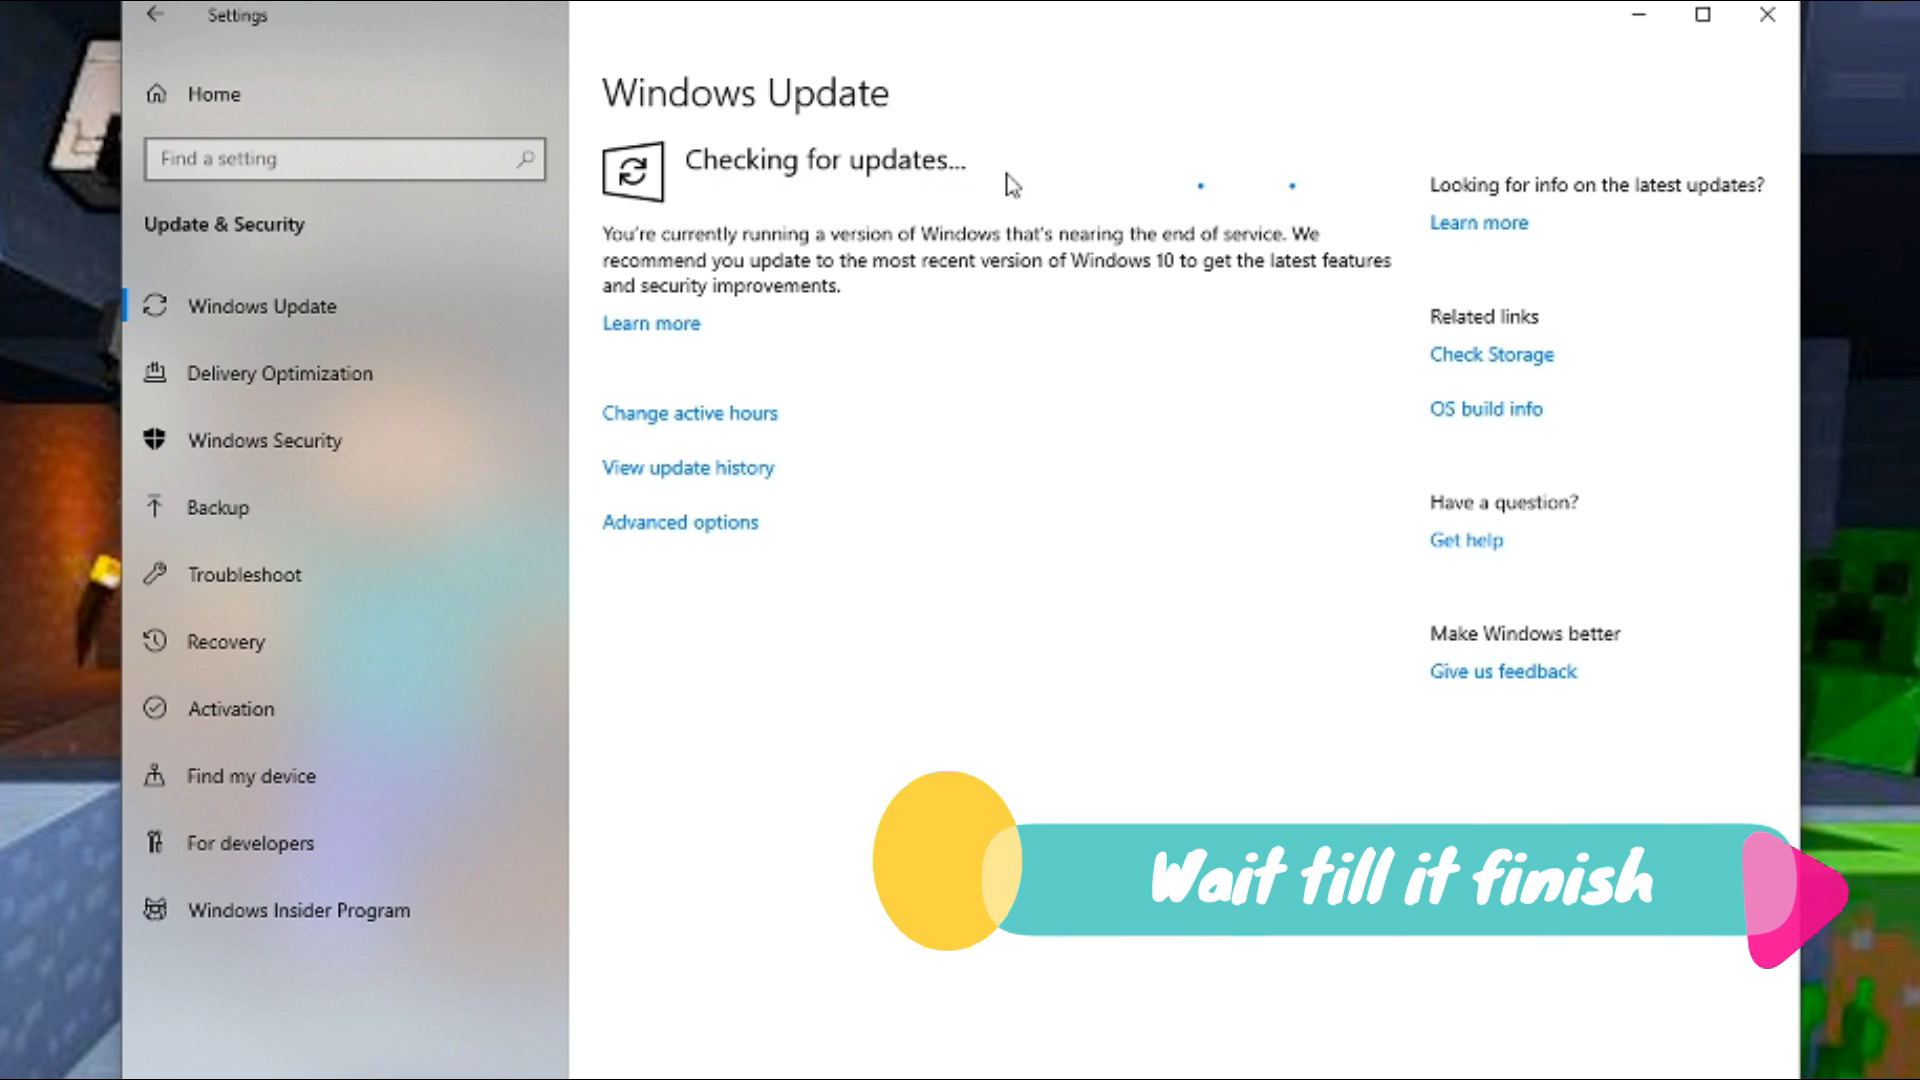 Settings
Home
Find a setting
Update & Security
Windows Update
Delivery Optimization
Windows Security
Backup
Troubleshoot
Recovery
Activation
Find my device
For developers
Windows Insider Program
Windows Update
Checking for updates...
You're currently running a version of Windows that's nearing the end of service. We
recommend you update to the most recent version of Windows 10 to get the latest features
and security improvements.
Learn more
Change active hours
View update history
Advanced options
Looking for info on the latest updates?
Learn more
Related links
Check Storage
OS build info
Have a question?
Get help
Make Windows better
Give us feedback
Wait till it finish